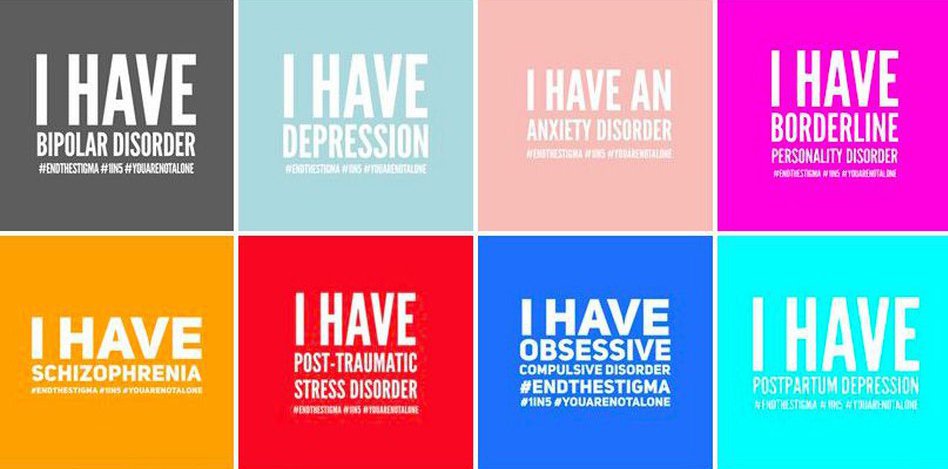 I HAVE
BIPOLAR DISORDER
#ENDTHESTIGMA #1IN5 #YOUARENOTALONE
I HAVE
DEPRESSION
#ENDTHESTIGMA #1IN5 #YOUARENOTALONE
I HAVE AN
ANXIETY DISORDER
#ENDTHESTIGMA #1IN5 #YOUARENOTALONE
I HAVE
BORDERLINE
PERSONALITY DISORDER
#ENDTHESTIGMA #1IN5 #YOUARENOTALONE
I HAVE
SCHIZOPHRENIA
#ENDTHESTIGMA #1IN5 #YOUARENOTALONE
I HAVE
POST-TRAUMATIC
STRESS DISORDER
#ENDTHESTIGMA #1IN5 #YOUARENOTALONE
I HAVE
OBSESSIVE
COMPULSIVE DISORDER
#ENDTHESTIGMA
#1IN5 #YOUARENOTALONE
I HAVE
POSTPARTUM DEPRESSION
#ENDTHESTIGMA #1IN5 #YOUARENOTALONE